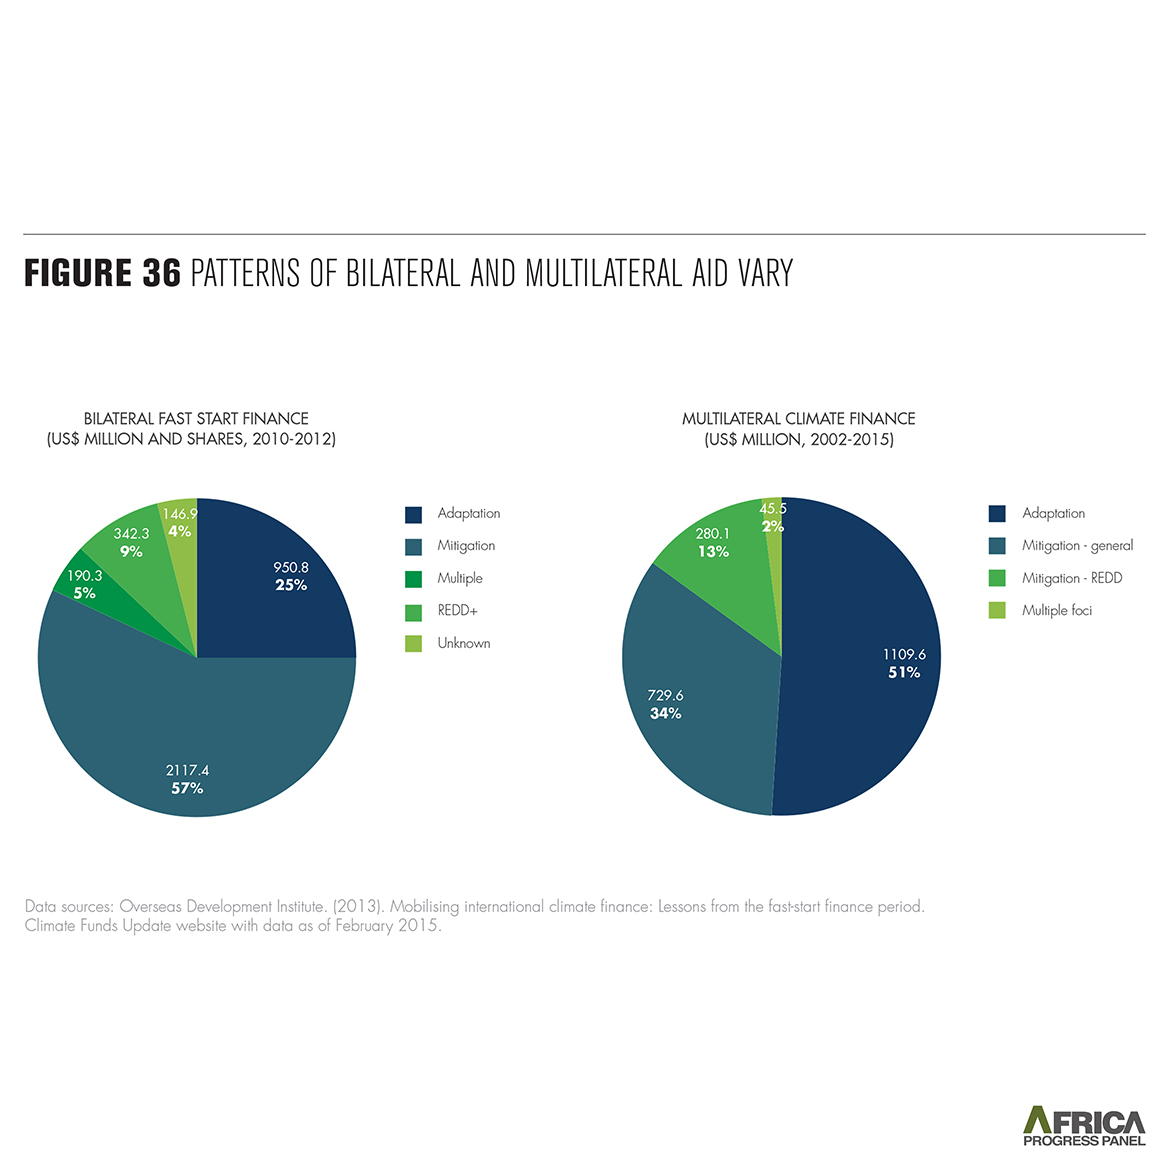 FIGURE 36 PATTERNS OF BILATERAL AND MULTILATERAL AID VARY
BILATERAL FAST START FINANCE
(US$ MILLION AND SHARES, 2010-2012)
146.9
4%
342.3
9%
190.3
5%
950.8
25%
2117.4
57%
Adaptation
Mitigation
Multiple
REDD+
Unknown
MULTILATERAL CLIMATE FINANCE
(US$ MILLION, 2002-2015)
45.5
2%
280.1
13%
729.6
34%
1109.6
51%
Adaptation
Mitigation - general
Mitigation - REDD
Multiple foci
Data sources: Overseas Development Institute. (2013). Mobilising international climate finance: Lessons from the fast-start finance period.
Climate Funds Update website with data as of February 2015.
AFRICA
PROGRESS PANEL